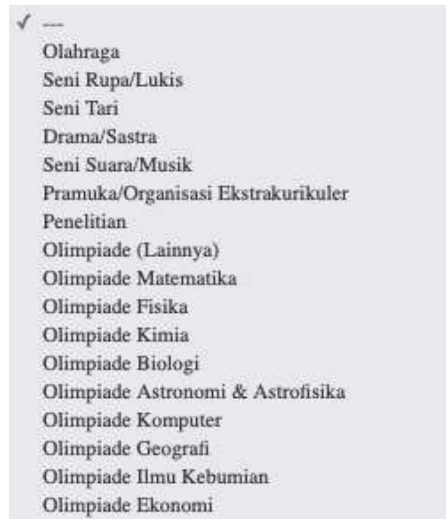 ✓ ---
Olahraga
Seni Rupa/Lukis
Seni Tari
Drama/Sastra
Seni Suara/Musik
Pramuka/Organisasi Ekstrakurikuler
Penelitian
Olimpiade (Lainnya)
Olimpiade Matematika
Olimpiade Fisika
Olimpiade Kimia
Olimpiade Biologi
Olimpiade Astronomi & Astrofisika
Olimpiade Komputer
Olimpiade Geografi
Olimpiade Ilmu Kebumian
Olimpiade Ekonomi